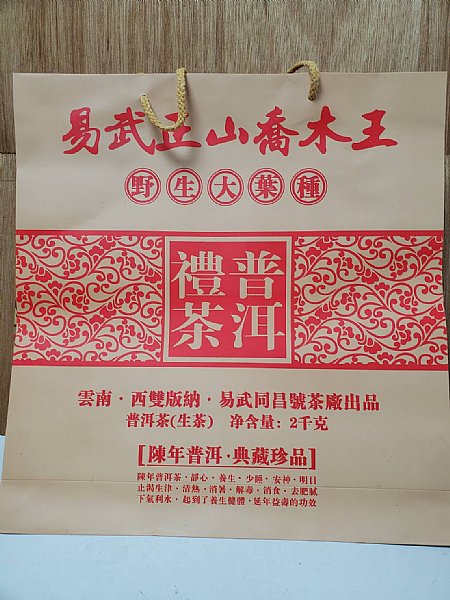 易武正山喬木王
野生大葉種
普洱
禮茶
雲南·西雙版納·易武同昌號茶廠出品
普洱茶(生茶) 净含量: 2千克
[陳年普洱·典藏珍品]
陳年普洱茶·靜心·養生·少睡·安神·明目
止渴生津·清熱·消暑·解毒·消食·去肥膩
下氣利水·起到了養生健體·延年益壽的功效